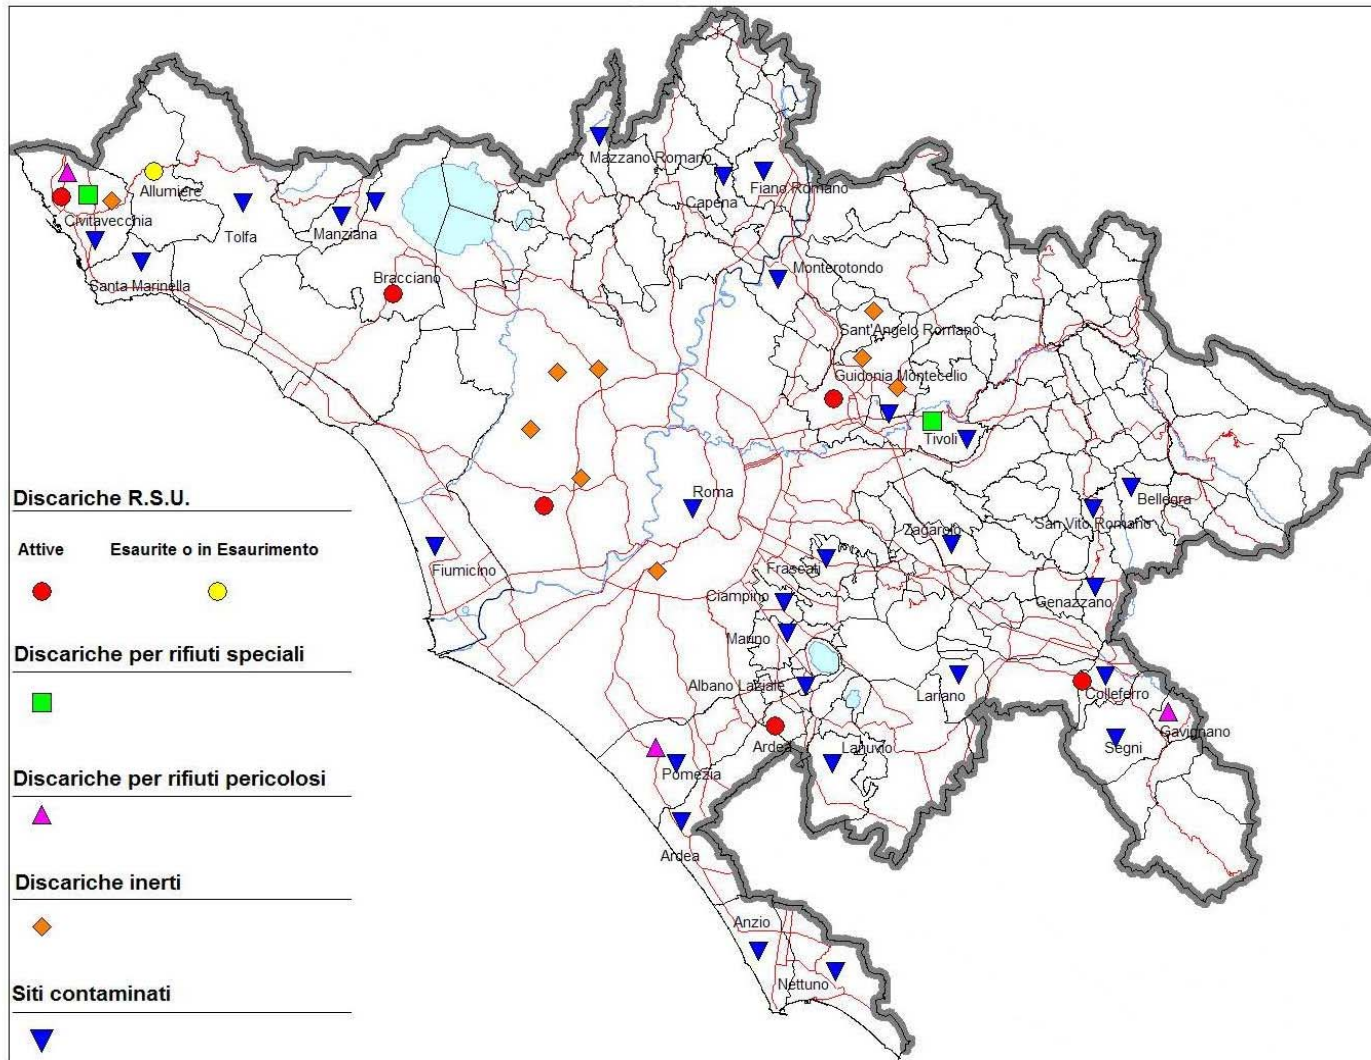 Mazzano Romano
Fiano Romano
Capena
Allumiere
Civitavecchia
Tolfa
Manziana
Santa Marinella
Bracciano
Monterotondo
Sant'Angelo Romano
Guidonia Montecelio
Tivoli
Discariche R.S.U.
Roma
Bellegra
San Vito Romano
Zagarolo
Attive Esaurite o in Esaurimento
Fiumicino
Frascati
Ciampino
Genazzano
Marino
Discariche per rifiuti speciali
Albano Laziale
Lariano
Colleferro
Gavignano
Segni
Ardea
Lanuvio
Pomezia
Discariche per rifiuti pericolosi
Ardea
Discariche inerti
Anzio
Nettuno
Siti contaminati